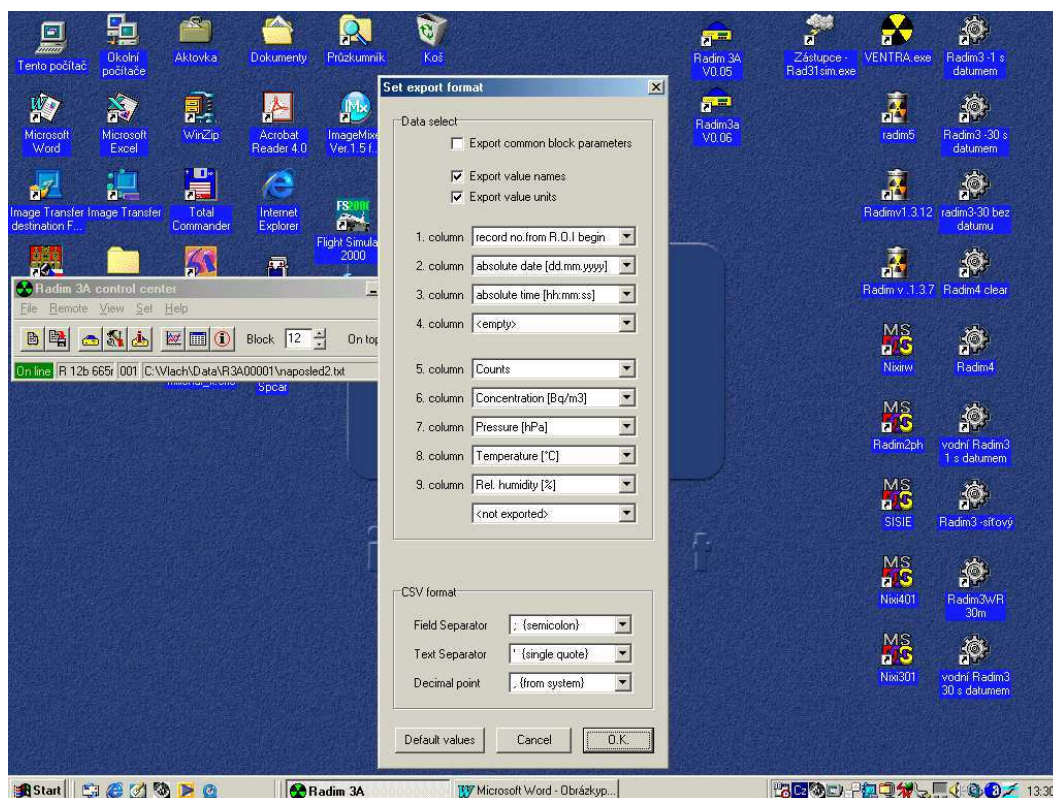 Tento počítač
Okolní počítače
Aktovka
Dokumenty
Průzkumník
Koš
Radim 3A V0.05
Zástupce - Rad31sim.exe
VENTRA.exe
Radim3 -1 s datumem
Microsoft Word
Microsoft Excel
WinZip
Acrobat Reader 4.0
ImageMixe Ver.1.5 f..
Radim3a V0.06
radim5
Radim3 -30 s datumem
Image Transfer destination F...
Image Transfer
Total Commander
Internet Explorer
FS2000
Flight Simula 2000
Radimv1.3.12
radim3-30 bez datumu
Radim v..1.3.7
Radim4 clear
Nixirw
Radim4
Radim2ph
vodní Radim3 1 s datumem
SISIE
Radim3 -síťový
Nixi401
Radim3WR 30m
Nixi301
vodní Radim3 30 s datumem
Spcar
Radim 3A control center
File Remote View Set Help
Block 12 On top
On line R 12b 665r 001 C:\Vlach\Data\R3A00001\naposled2.txt
Set export format
Data select
Export common block parameters
Export value names
Export value units
1. column record no.from R.O.I begin
2. column absolute date [dd.mm.yyyy]
3. column absolute time [hh:mm:ss]
4. column <empty>
5. column Counts
6. column Concentration [Bq/m3]
7. column Pressure [hPa]
8. column Temperature [°C]
9. column Rel. humidity [%]
<not exported>
CSV format
Field Separator ; {semicolon}
Text Separator ' {single quote}
Decimal point , {from system}
Default values Cancel O.K.
Start
Radim 3A
Microsoft Word - Obrázkyp...
Cz
13:30